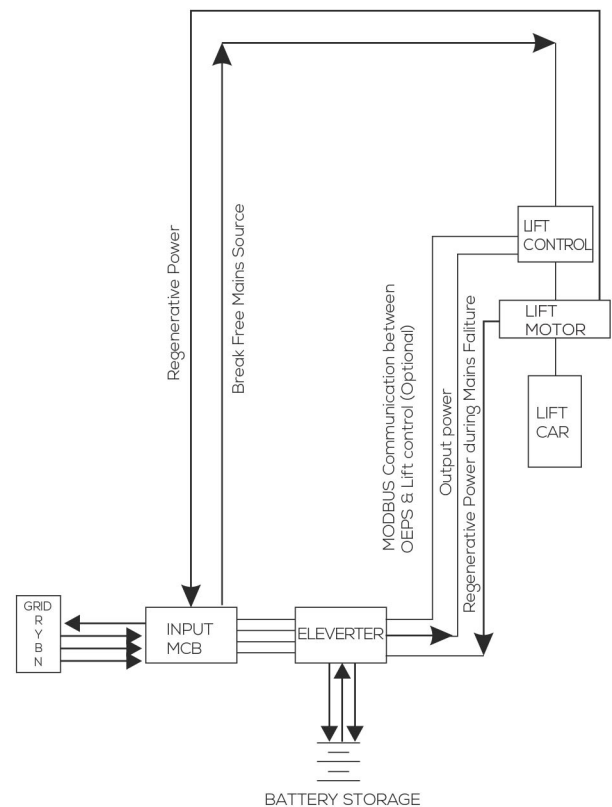 Regenerative Power
Break Free Mains Source
MODBUS Communication between
OEPS & Lift control (Optional)
Output power
Regenerative Power during Mains Faliture
LIFT
CONTROL
LIFT
MOTOR
LIFT
CAR
GRID
R
Y
B
N
INPUT
MCB
ELEVERTER
BATTERY STORAGE